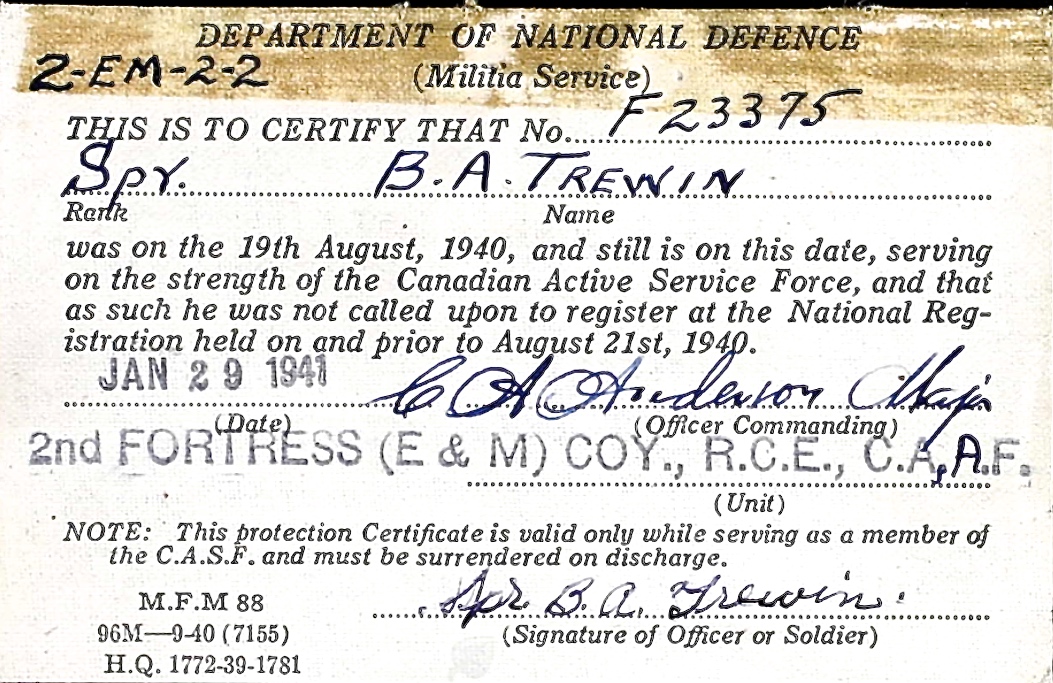 DEPARTMENT OF NATIONAL DEFENCE
2-EM-2-2
(Militia Service)
THIS IS TO CERTIFY THAT No. F 23375
Spr. B. A. TREWIN
Rank Name
was on the 19th August, 1940, and still is on this date, serving
on the strength of the Canadian Active Service Force, and that
as such he was not called upon to register at the National Reg-
istration held on and prior to August 21st, 1940.
JAN 29 1941 C A Anderson Major
(Date) (Officer Commanding)
2nd FORTRESS (E & M) COY., R.C.E., C.A.,A.F.
(Unit)
NOTE: This protection Certificate is valid only while serving as a member of
the C.A.S.F. and must be surrendered on discharge.
M.F.M 88
Spr. B. A. Trewin.
96M—9-40 (7155) (Signature of Officer or Soldier)
H.Q. 1772-39-1781